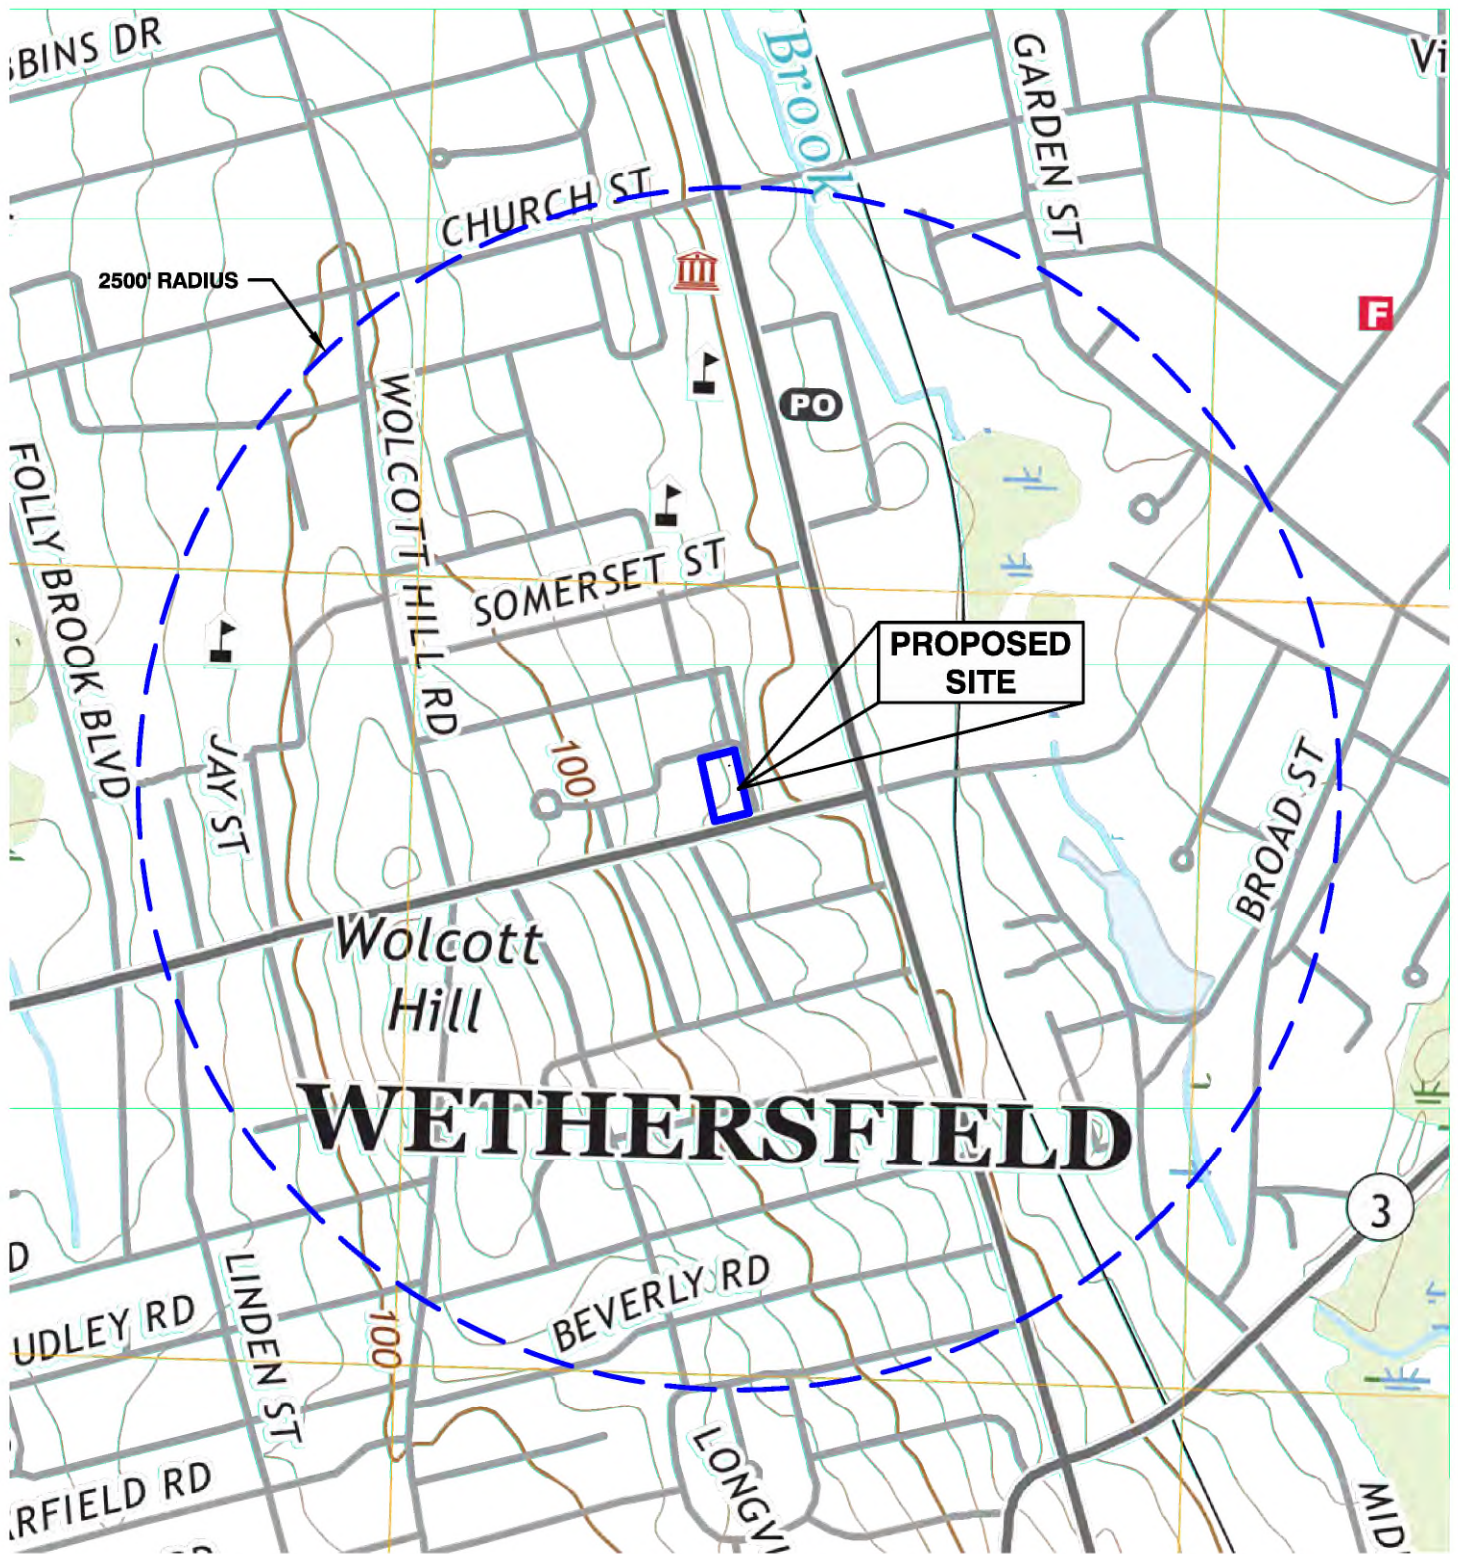 BBINS DR
Brook
GARDEN ST
Vi
CHURCH ST
2500' RADIUS
F
PO
WOLCOTT HILL RD
FOLLY BROOK BLVD
SOMERSET ST
PROPOSED
SITE
100
JAY ST
BROAD ST
Wolcott
Hill
WETHERSFIELD
3
D
BEVERLY RD
UDLEY RD
LINDEN ST
100
LONGVI
RFIELD RD
MID